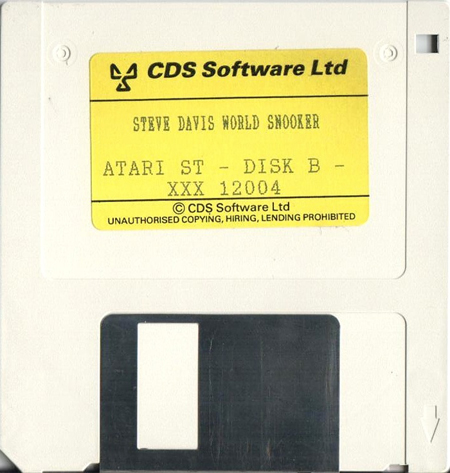 CDS Software Ltd
STEVE DAVIS WORLD SNOOKER
ATARI ST - DISK B -
XXX 12004
© CDS Software Ltd
UNAUTHORISED COPYING, HIRING, LENDING PROHIBITED